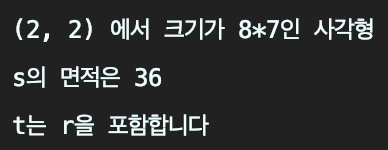 (2, 2) 에서 크기가 8*7인 사각형
s의 면적은 36
t는 r을 포함합니다